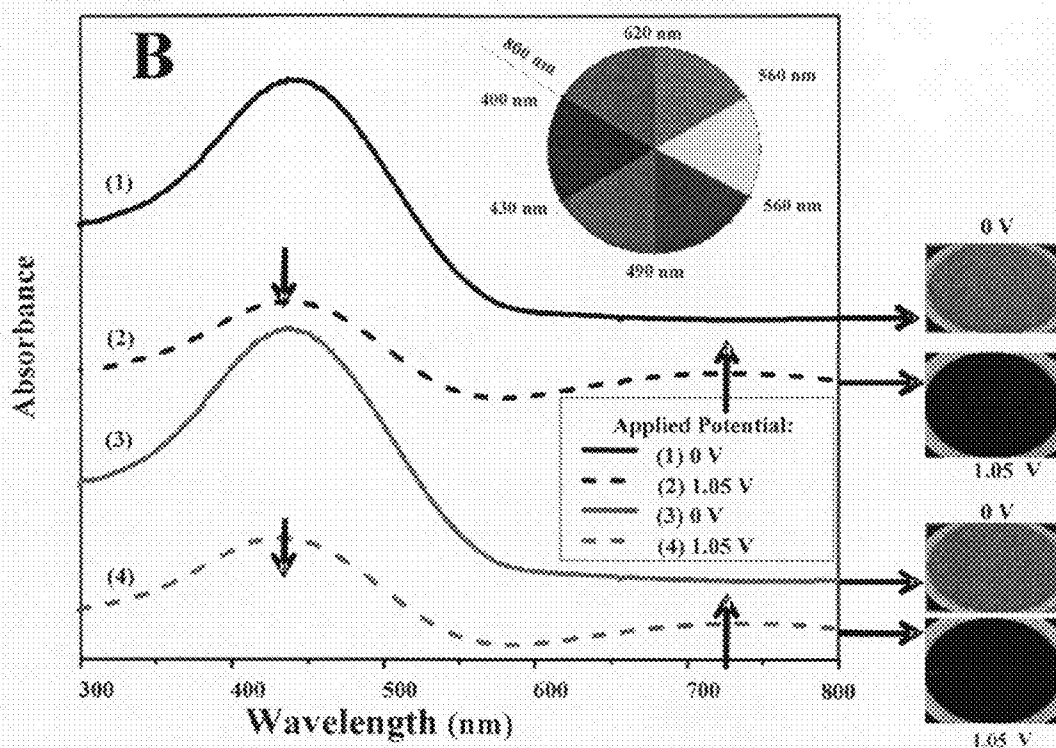 B
620 nm
800 nm
560 nm
400 nm
430 nm
560 nm
490 nm
(1)
(2)
(3)
(4)
Absorbance
Applied Potential:
(1) 0 V
(2) 1.05 V
(3) 0 V
(4) 1.05 V
0 V
1.05 V
0 V
1.05 V
300 400 500 600 700 800
Wavelength (nm)